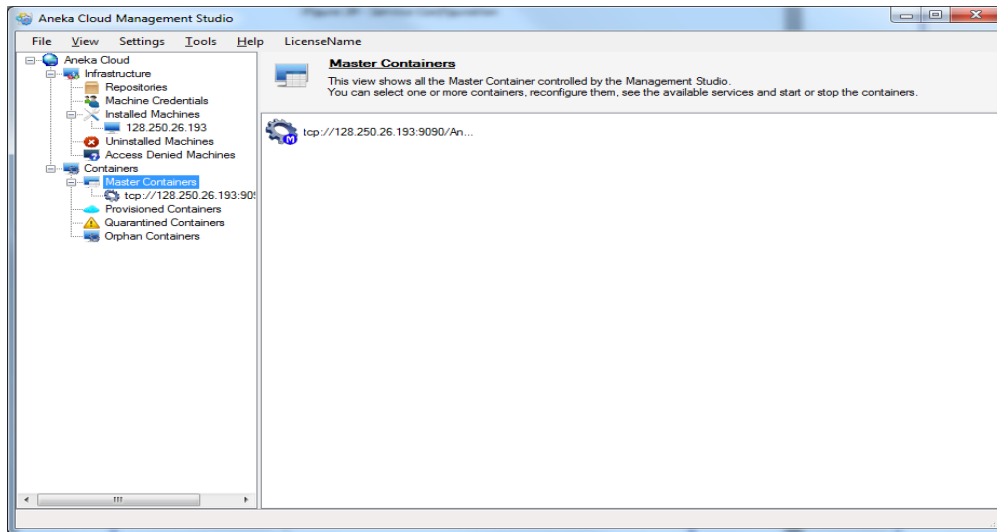 Aneka Cloud Management Studio
File View Settings Tools Help LicenseName
Aneka Cloud
Infrastructure
Repositories
Machine Credentials
Installed Machines
128.250.26.193
Uninstalled Machines
Access Denied Machines
Containers
Master Containers
tcp://128.250.26.193:909
Provisioned Containers
Quarantined Containers
Orphan Containers
Master Containers
This view shows all the Master Container controlled by the Management Studio.
You can select one or more containers, reconfigure them, see the available services and start or stop the containers.
tcp://128.250.26.193:9090/An...
M